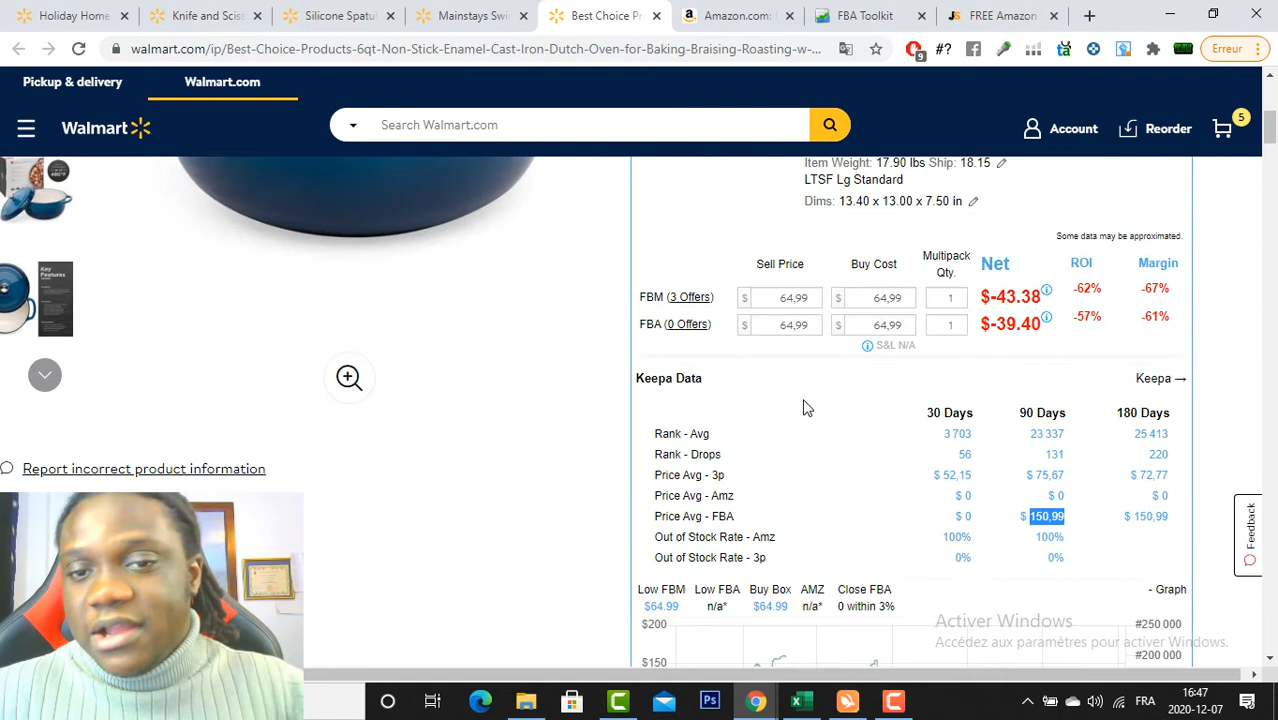 Holiday Home
Knife and Sciss
Silicone Spatul
Mainstays Swin
Best Choice Pr
Amazon.com:
FBA Toolkit
FREE Amazon
walmart.com/ip/Best-Choice-Products-6qt-Non-Stick-Enamel-Cast-Iron-Dutch-Oven-for-Baking-Braising-Roasting-w-...
9
#?
Erreur
Pickup & delivery
Walmart.com
Walmart
Search Walmart.com
Account
Reorder
5
Item Weight: 17.90 lbs Ship: 18.15
LTSF Lg Standard
Dims: 13.40 x 13.00 x 7.50 in
Some data may be approximated.
Sell Price Buy Cost Multipack Qty. Net ROI Margin
FBM (3 Offers) $ 64,99 $ 64,99 1 $-43.38 -62% -67%
FBA (0 Offers) $ 64,99 $ 64,99 1 $-39.40 -57% -61%
S&L N/A
Keepa Data Keepa →
30 Days 90 Days 180 Days
Rank - Avg 3 703 23 337 25 413
Rank - Drops 56 131 220
Price Avg - 3p $ 52,15 $ 75,67 $ 72,77
Price Avg - Amz $ 0 $ 0 $ 0
Price Avg - FBA $ 0 $ 150,99 $ 150,99
Out of Stock Rate - Amz 100% 100%
Out of Stock Rate - 3p 0% 0%
Low FBM Low FBA Buy Box AMZ Close FBA - Graph
$64.99 n/a* $64.99 n/a* 0 within 3%
$200 #250 000
$150 #200 000
Key Features
Report incorrect product information
Feedback
Activer Windows
Accédez aux paramètres pour activer Windows.
Ps
FRA
16:47
2020-12-07